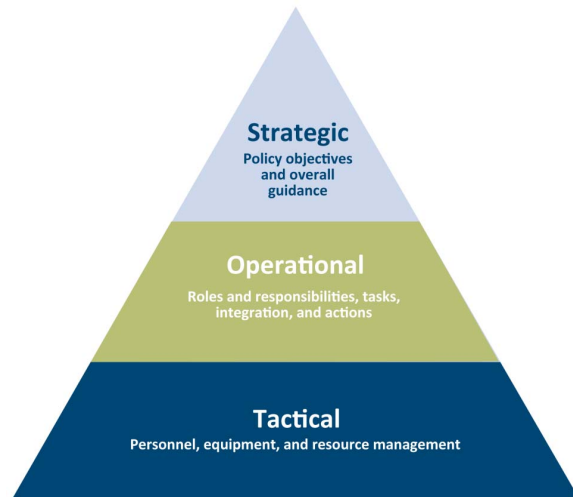 Strategic
Policy objectives
and overall
guidance
Operational
Roles and responsibilities, tasks,
integration, and actions
Tactical
Personnel, equipment, and resource management